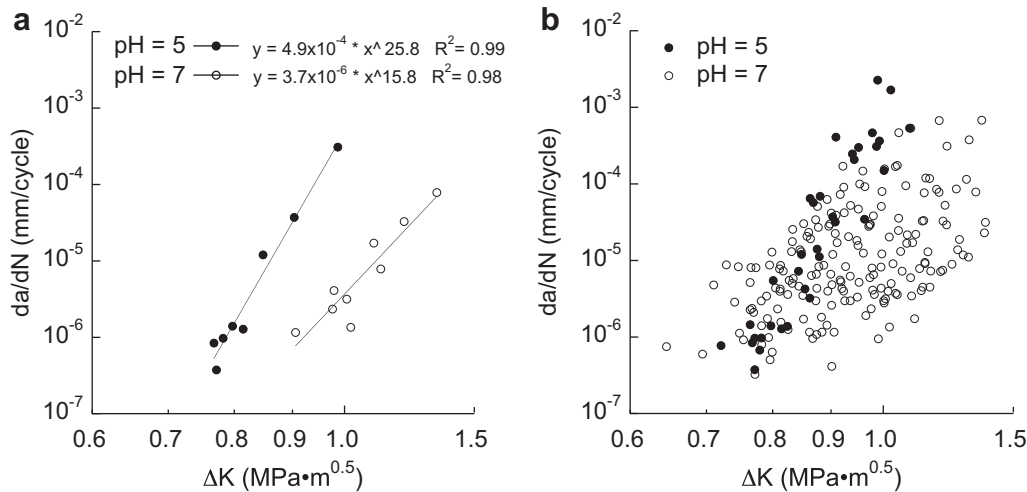 a
pH = 5 y = 4.9x10⁻⁴ * x^ 25.8 R²= 0.99
pH = 7 y = 3.7x10⁻⁶ * x^15.8 R²= 0.98
10⁻²
10⁻³
10⁻⁴
10⁻⁵
10⁻⁶
10⁻⁷
da/dN (mm/cycle)
0.6 0.7 0.8 0.9 1.0 1.5
ΔK (MPa•m⁰·⁵)
b
pH = 5
pH = 7
10⁻²
10⁻³
10⁻⁴
10⁻⁵
10⁻⁶
10⁻⁷
da/dN (mm/cycle)
0.6 0.7 0.8 0.9 1.0 1.5
ΔK (MPa•m⁰·⁵)